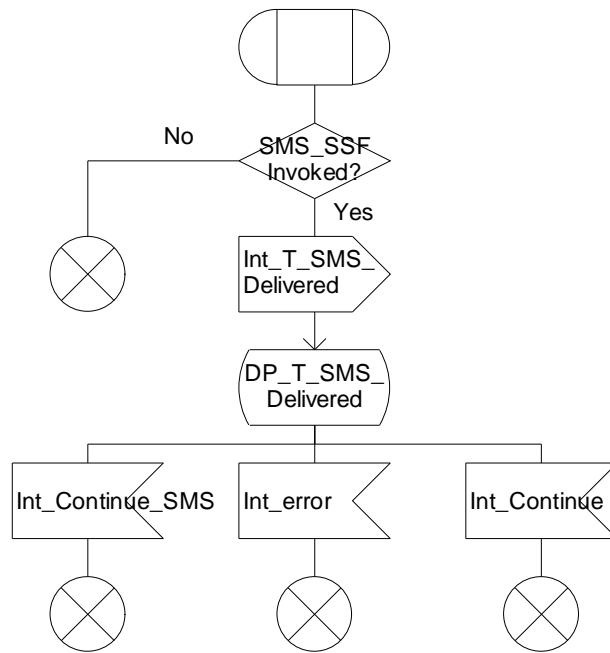 No
SMS_SSF
Invoked?
Yes
Int_T_SMS_
Delivered
DP_T_SMS_
Delivered
Int_Continue_SMS
Int_error
Int_Continue